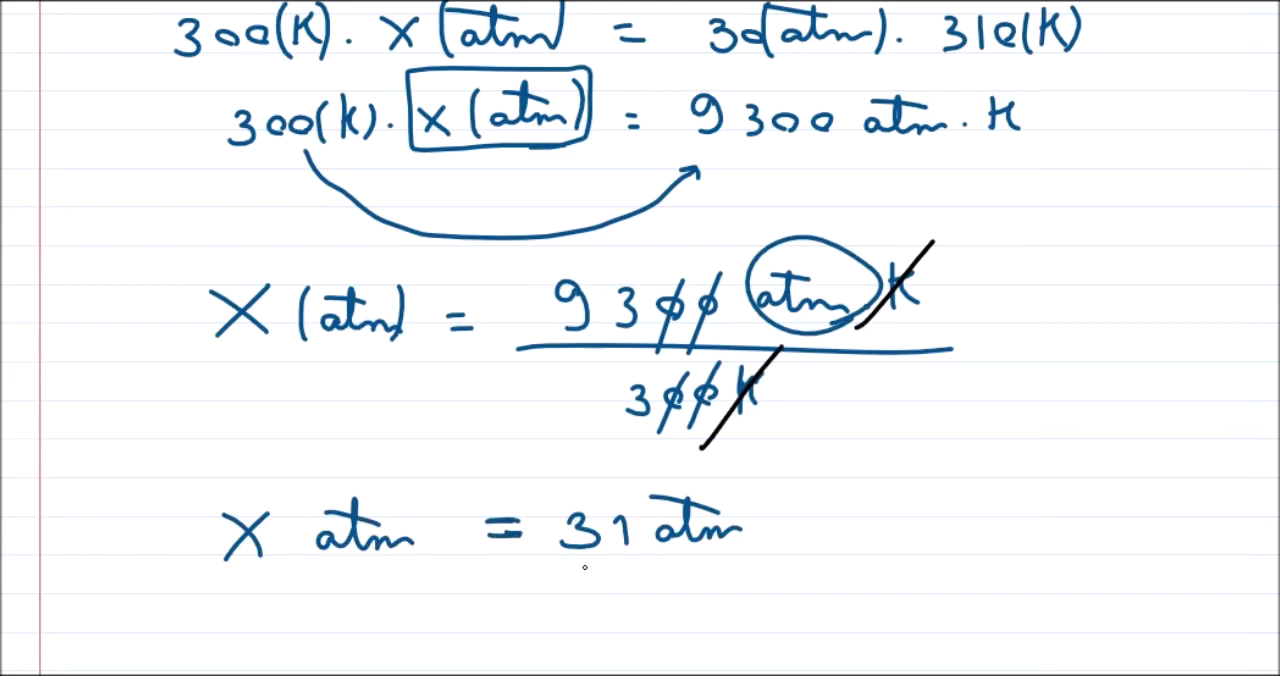 300(K). X (atm) = 30(atm). 310(K)
300(k). X (atm) = 9300 atm. K
X (atm) = 9300 atm K
300 K
X atm = 31 atm